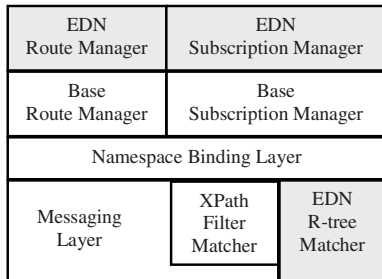 EDN
Route Manager
EDN
Subscription Manager
Base
Route Manager
Base
Subscription Manager
Namespace Binding Layer
Messaging
Layer
XPath
Filter
Matcher
EDN
R-tree
Matcher